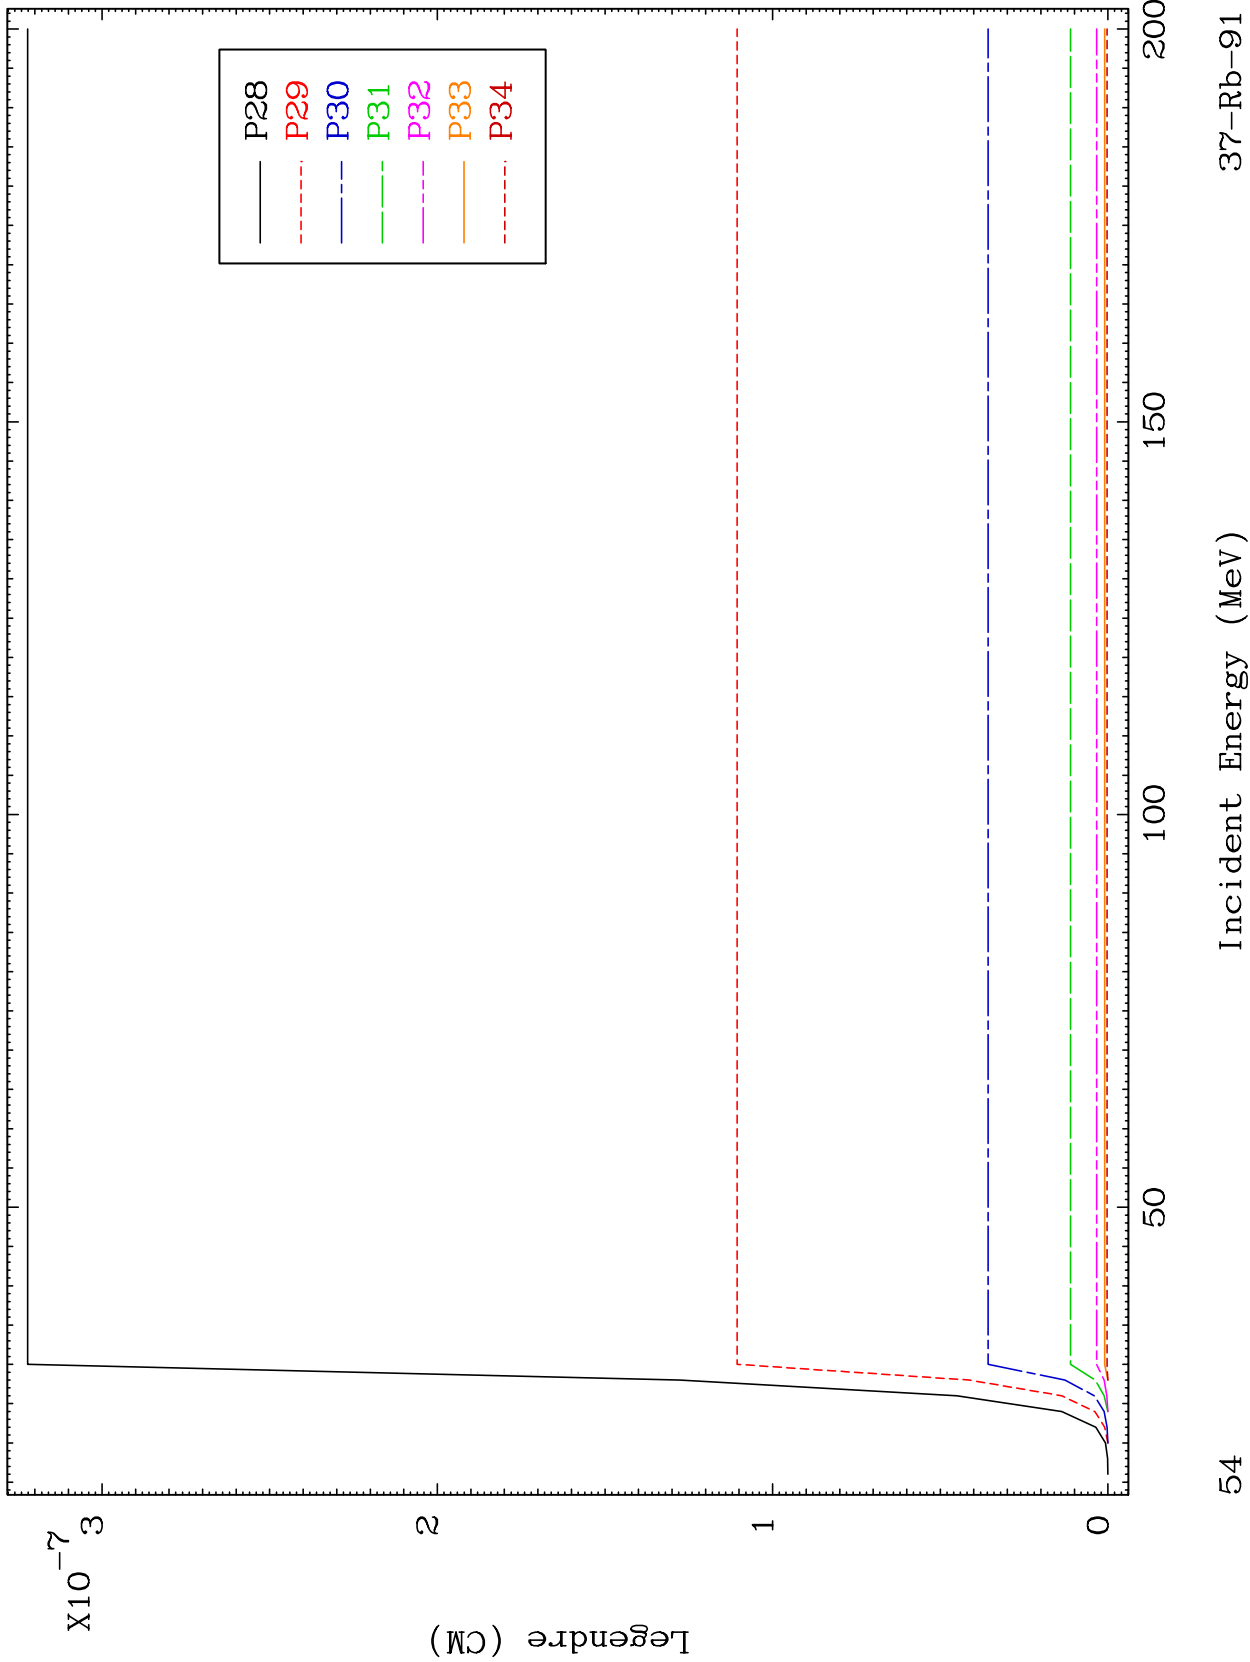 X10-7
3
2
1
0
Legendre (CM)
P28
P29
P30
P31
P32
P33
P34
50
100
150
200
Incident Energy (MeV)
54
37-Rb-91